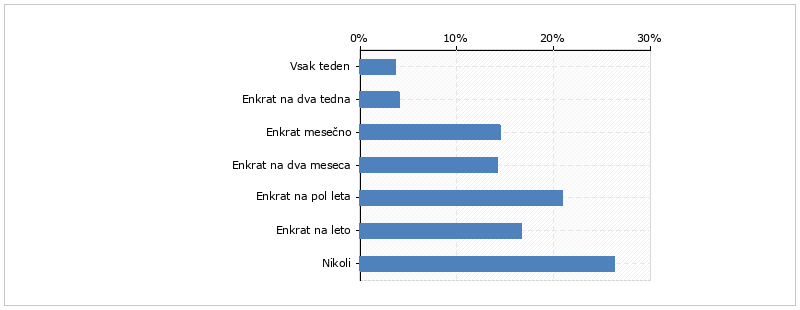 0% 10% 20% 30%
Vsak teden
Enkrat na dva tedna
Enkrat mesečno
Enkrat na dva meseca
Enkrat na pol leta
Enkrat na leto
Nikoli